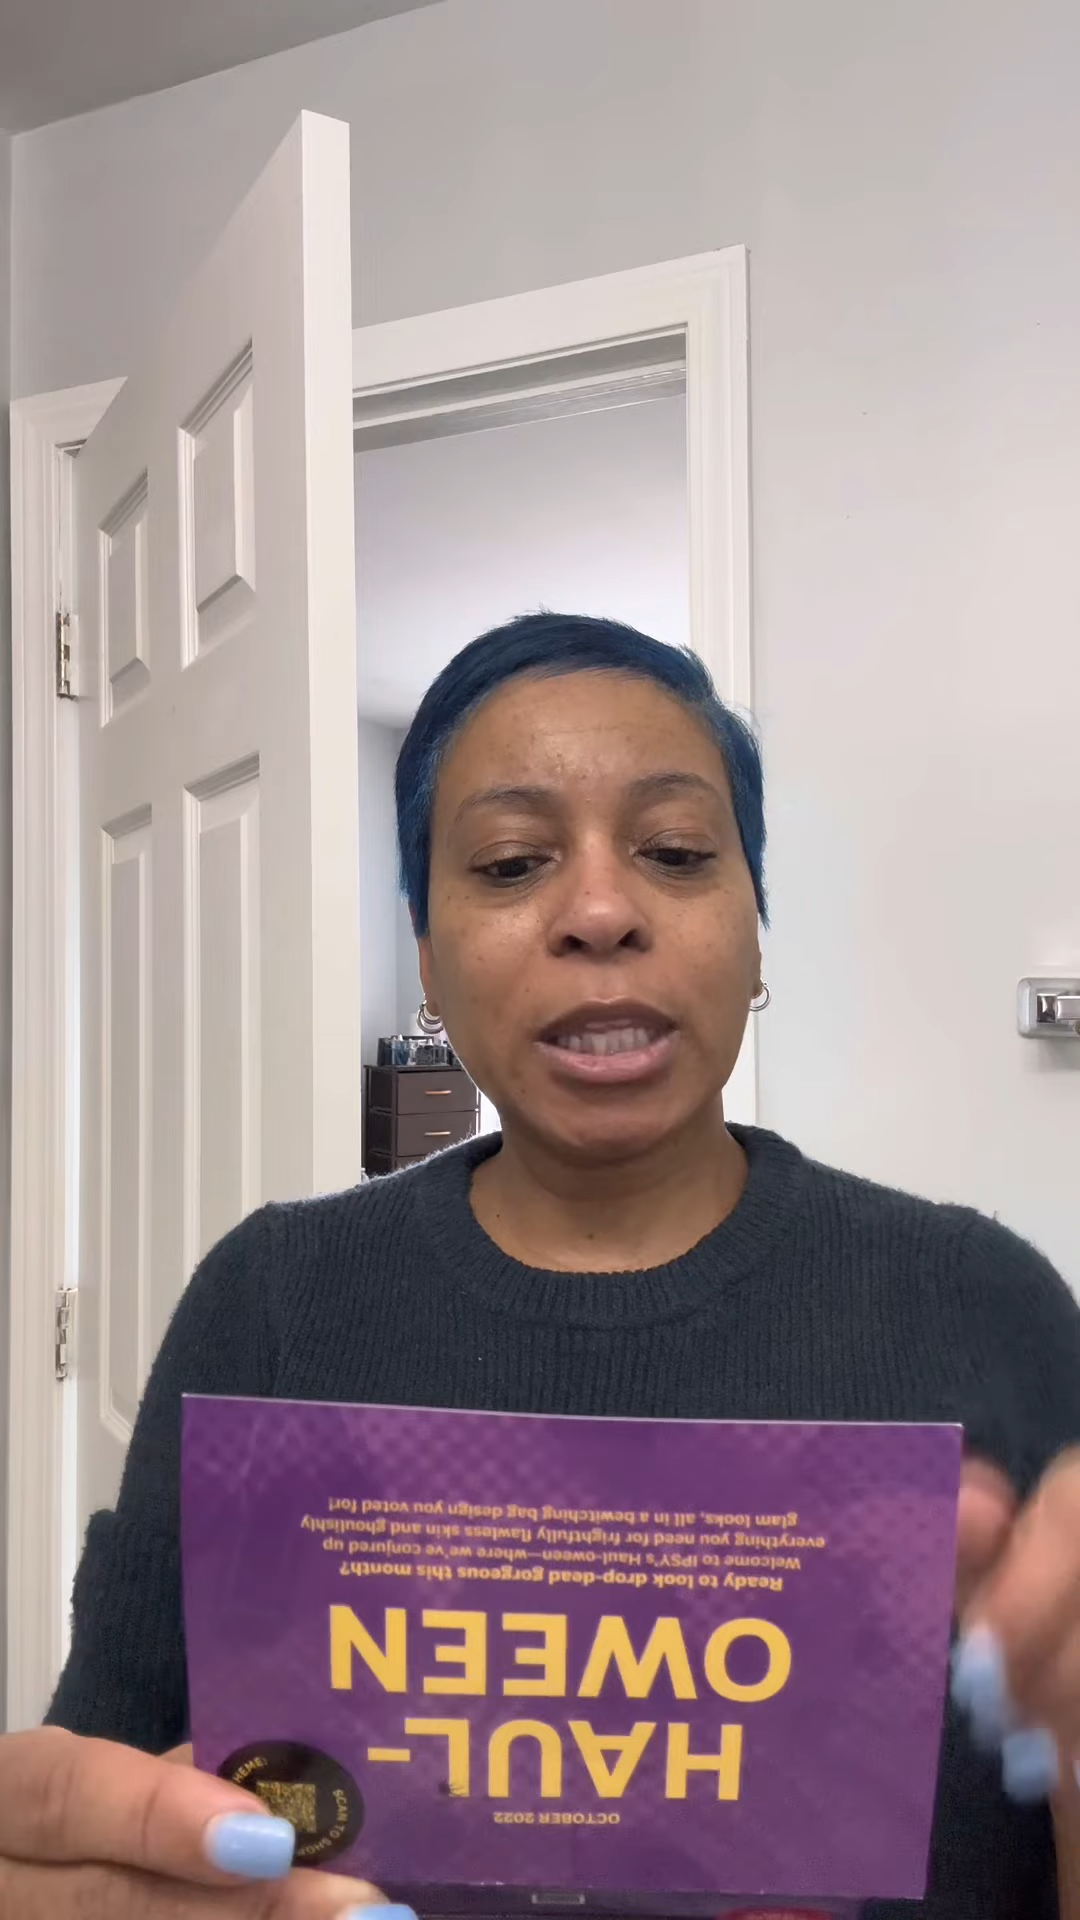 OCTOBER 2022
HAUL-
OWEEN
Ready to look drop-dead gorgeous this month?
Welcome to IPSY's Haul-oween—where we've conjured up
everything you need for frightfully flawless skin and ghoulishly
glam looks, all in a bewitching bag design you voted for!
SCAN TO SHOP